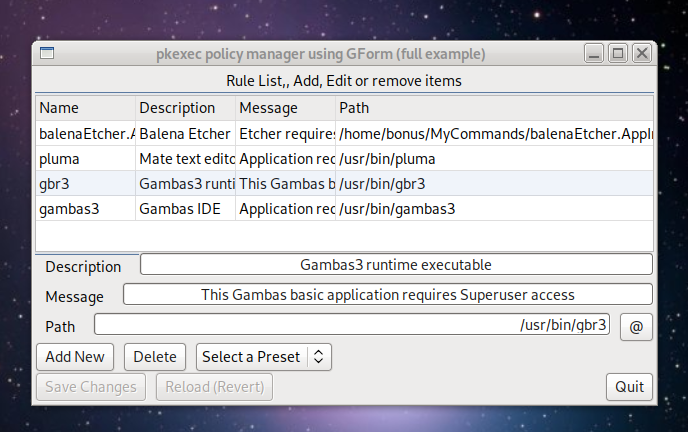 pkexec policy manager using GForm (full example)
Rule List,, Add, Edit or remove items
Name Description Message Path
balenaEtcher.A Balena Etcher Etcher requires /home/bonus/MyCommands/balenaEtcher.AppIm
pluma Mate text edito Application req /usr/bin/pluma
gbr3 Gambas3 runti This Gambas b /usr/bin/gbr3
gambas3 Gambas IDE Application req /usr/bin/gambas3
Description Gambas3 runtime executable
Message This Gambas basic application requires Superuser access
Path /usr/bin/gbr3 @
Add New Delete Select a Preset
Save Changes Reload (Revert) Quit